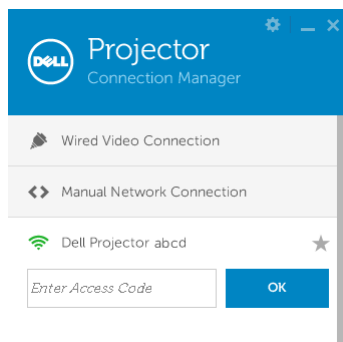 DELL
Projector
Connection Manager
Wired Video Connection
Manual Network Connection
Dell Projector abcd
Enter Access Code
OK